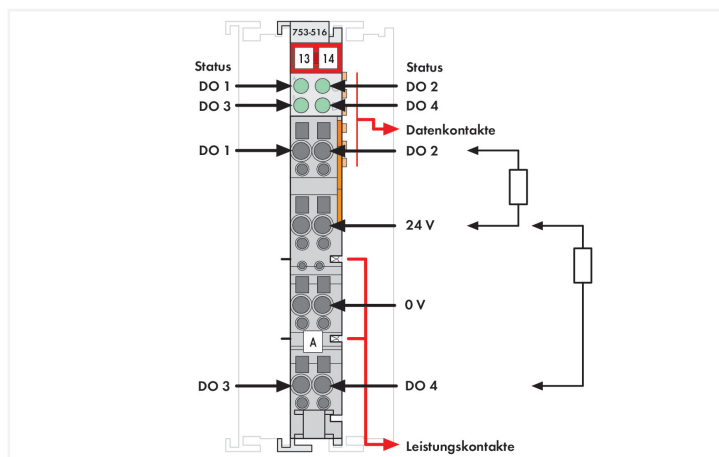 753-516
13 14
Status Status
DO 1 DO 2
DO 3 DO 4
Datenkontakte
DO 1 DO 2
24 V
0 V
A
DO 3 DO 4
Leistungskontakte